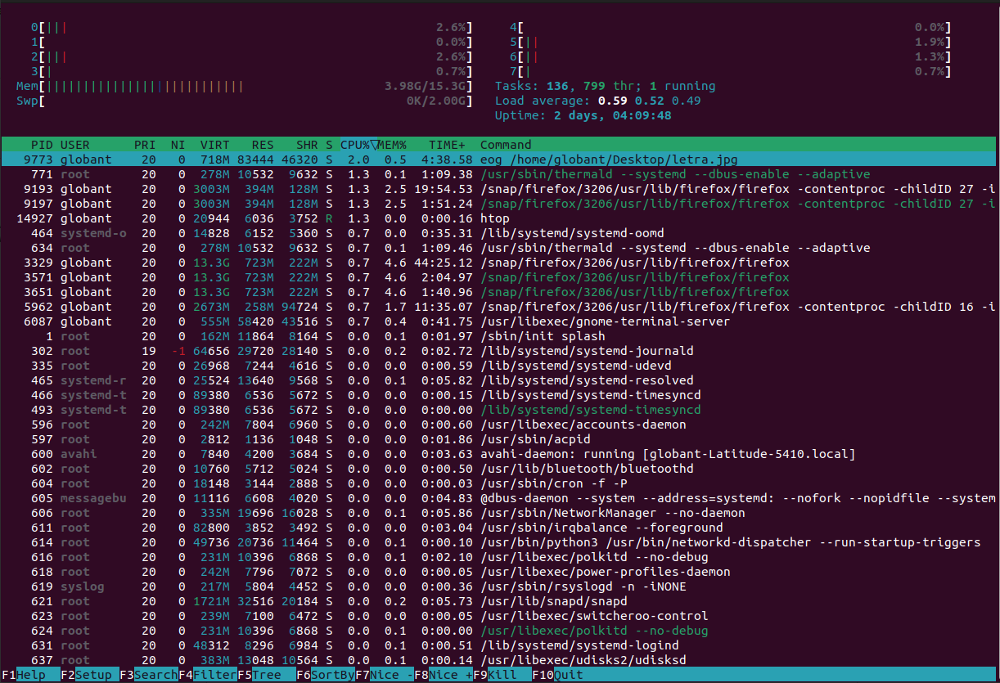 0[||| 2.6%] 4[ 0.0%]
1[ 0.0%] 5[|| 1.9%]
2[||| 2.6%] 6[|| 1.3%]
3[| 0.7%] 7[| 0.7%]
Mem[||||||||||||||||||||||||||| 3.98G/15.3G] Tasks: 136, 799 thr; 1 running
Swp[ 0K/2.00G] Load average: 0.59 0.52 0.49
Uptime: 2 days, 04:09:48
PID USER PRI NI VIRT RES SHR S CPU%▽MEM% TIME+ Command
9773 globant 20 0 718M 83444 46320 S 2.0 0.5 4:38.58 eog /home/globant/Desktop/letra.jpg
771 root 20 0 278M 10532 9632 S 1.3 0.1 1:09.38 /usr/sbin/thermald --systemd --dbus-enable --adaptive
9193 globant 20 0 3003M 394M 128M S 1.3 2.5 19:54.53 /snap/firefox/3206/usr/lib/firefox/firefox -contentproc -childID 27 -i
9197 globant 20 0 3003M 394M 128M S 1.3 2.5 1:51.24 /snap/firefox/3206/usr/lib/firefox/firefox -contentproc -childID 27 -i
14927 globant 20 0 20944 6036 3752 R 1.3 0.0 0:00.16 htop
464 systemd-o 20 0 14828 6152 5360 S 0.7 0.0 0:35.31 /lib/systemd/systemd-oomd
634 root 20 0 278M 10532 9632 S 0.7 0.1 1:09.46 /usr/sbin/thermald --systemd --dbus-enable --adaptive
3329 globant 20 0 13.3G 723M 222M S 0.7 4.6 44:25.12 /snap/firefox/3206/usr/lib/firefox/firefox
3571 globant 20 0 13.3G 723M 222M S 0.7 4.6 2:04.97 /snap/firefox/3206/usr/lib/firefox/firefox
3651 globant 20 0 13.3G 723M 222M S 0.7 4.6 1:40.96 /snap/firefox/3206/usr/lib/firefox/firefox
5962 globant 20 0 2673M 258M 94724 S 0.7 1.7 11:35.07 /snap/firefox/3206/usr/lib/firefox/firefox -contentproc -childID 16 -i
6087 globant 20 0 555M 58420 43516 S 0.7 0.4 0:41.75 /usr/libexec/gnome-terminal-server
1 root 20 0 162M 11864 8164 S 0.0 0.1 0:01.97 /sbin/init splash
302 root 19 -1 64656 29720 28140 S 0.0 0.2 0:02.72 /lib/systemd/systemd-journald
335 root 20 0 26968 7244 4616 S 0.0 0.0 0:00.59 /lib/systemd/systemd-udevd
465 systemd-r 20 0 25524 13640 9568 S 0.0 0.1 0:05.82 /lib/systemd/systemd-resolved
466 systemd-t 20 0 89380 6536 5672 S 0.0 0.0 0:00.15 /lib/systemd/systemd-timesyncd
493 systemd-t 20 0 89380 6536 5672 S 0.0 0.0 0:00.00 /lib/systemd/systemd-timesyncd
596 root 20 0 242M 7804 6960 S 0.0 0.0 0:00.60 /usr/libexec/accounts-daemon
597 root 20 0 2812 1136 1048 S 0.0 0.0 0:01.86 /usr/sbin/acpid
600 avahi 20 0 7840 4200 3684 S 0.0 0.0 0:03.63 avahi-daemon: running [globant-Latitude-5410.local]
602 root 20 0 10760 5712 5024 S 0.0 0.0 0:00.50 /usr/lib/bluetooth/bluetoothd
604 root 20 0 18148 3144 2888 S 0.0 0.0 0:00.03 /usr/sbin/cron -f -P
605 messagebu 20 0 11116 6608 4020 S 0.0 0.0 0:04.83 @dbus-daemon --system --address=systemd: --nofork --nopidfile --system
606 root 20 0 335M 19696 16028 S 0.0 0.1 0:05.86 /usr/sbin/NetworkManager --no-daemon
611 root 20 0 82800 3852 3492 S 0.0 0.0 0:03.04 /usr/sbin/irqbalance --foreground
614 root 20 0 49736 20736 11464 S 0.0 0.1 0:00.10 /usr/bin/python3 /usr/bin/networkd-dispatcher --run-startup-triggers
616 root 20 0 231M 10396 6868 S 0.0 0.1 0:02.10 /usr/libexec/polkitd --no-debug
618 root 20 0 242M 7796 7072 S 0.0 0.0 0:00.05 /usr/libexec/power-profiles-daemon
619 syslog 20 0 217M 5804 4452 S 0.0 0.0 0:00.36 /usr/sbin/rsyslogd -n -iNONE
621 root 20 0 1721M 32516 20184 S 0.0 0.2 0:05.73 /usr/lib/snapd/snapd
623 root 20 0 239M 7100 6472 S 0.0 0.0 0:00.05 /usr/libexec/switcheroo-control
624 root 20 0 231M 10396 6868 S 0.0 0.1 0:00.00 /usr/libexec/polkitd --no-debug
631 root 20 0 48312 8296 6984 S 0.0 0.1 0:00.51 /lib/systemd/systemd-logind
637 root 20 0 383M 13048 10564 S 0.0 0.1 0:00.14 /usr/libexec/udisks2/udisksd
F1Help F2Setup F3SearchF4FilterF5Tree F6SortByF7Nice -F8Nice +F9Kill F10Quit